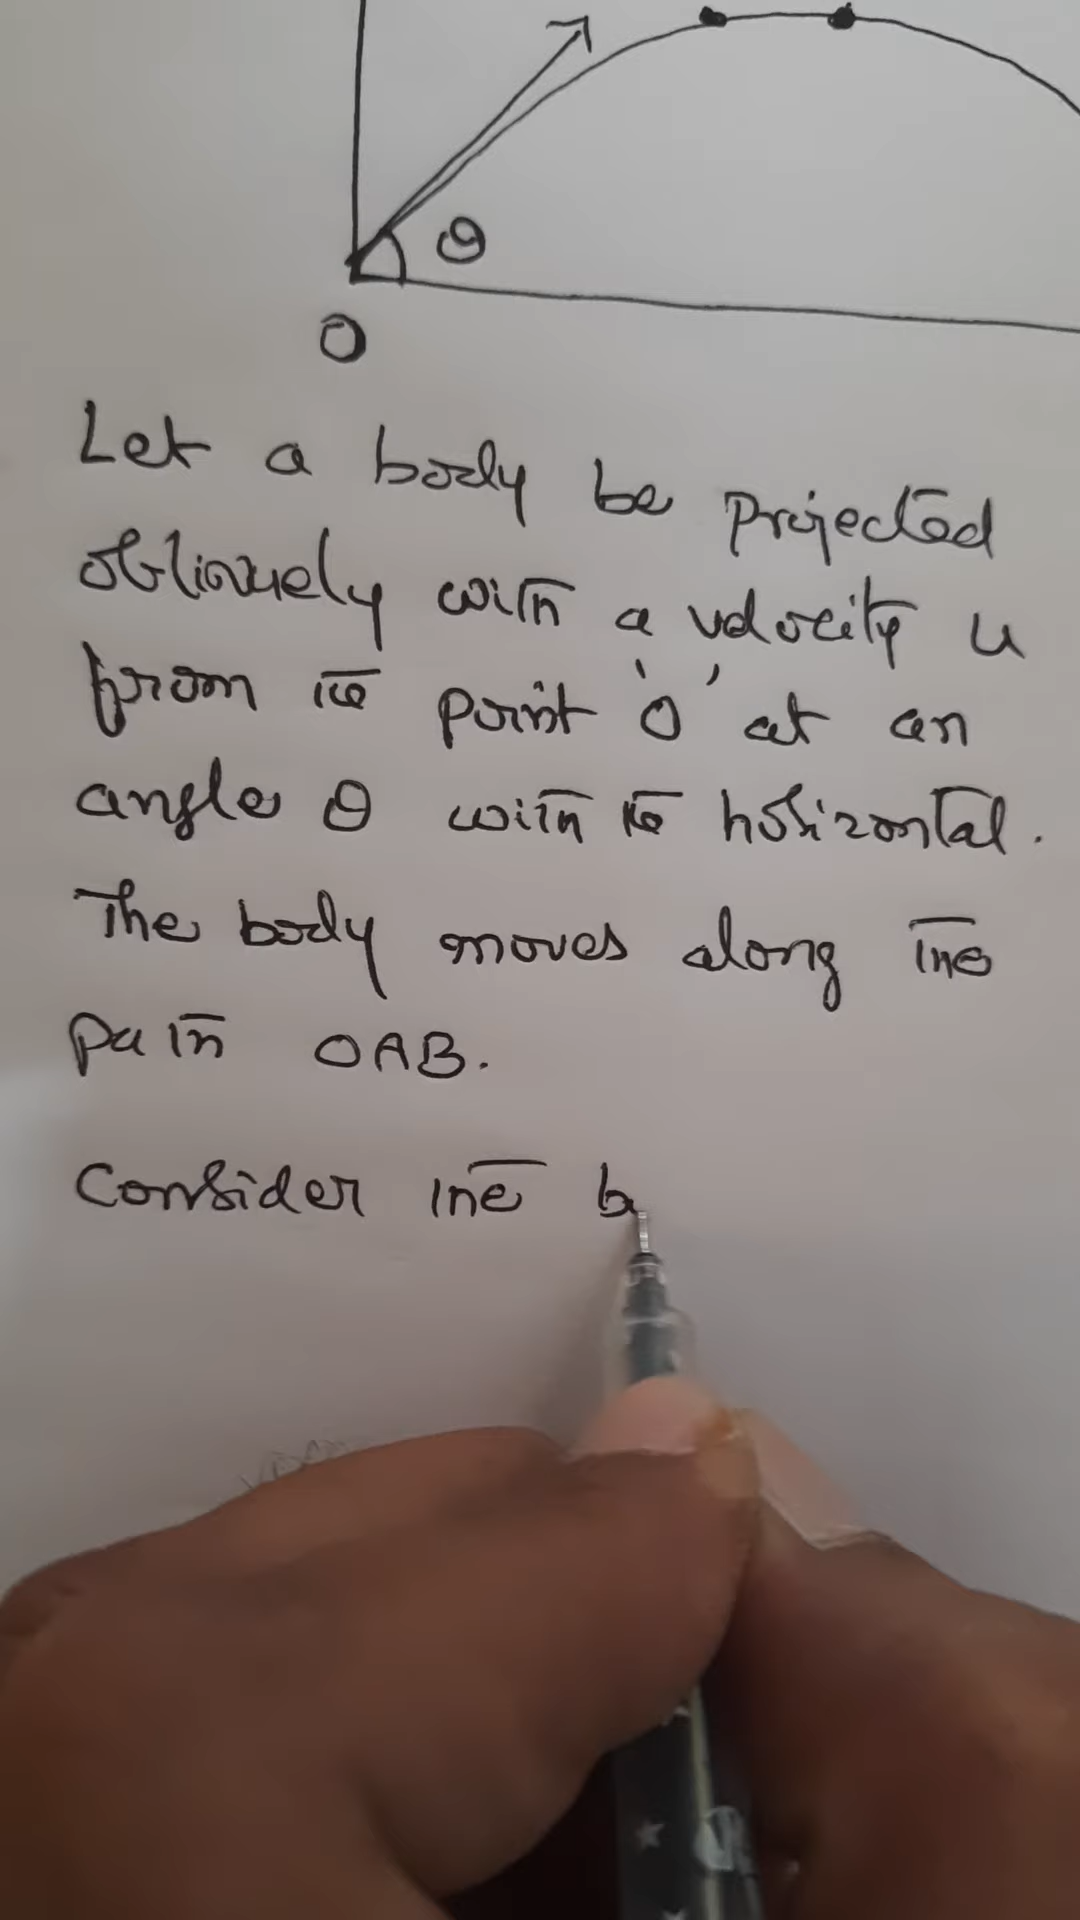 θ
O
Let a body be projected
obliquely with a velocity u
from the point 'O' at an
angle θ with the horizontal.
The body moves along the
path OAB.
Consider the b